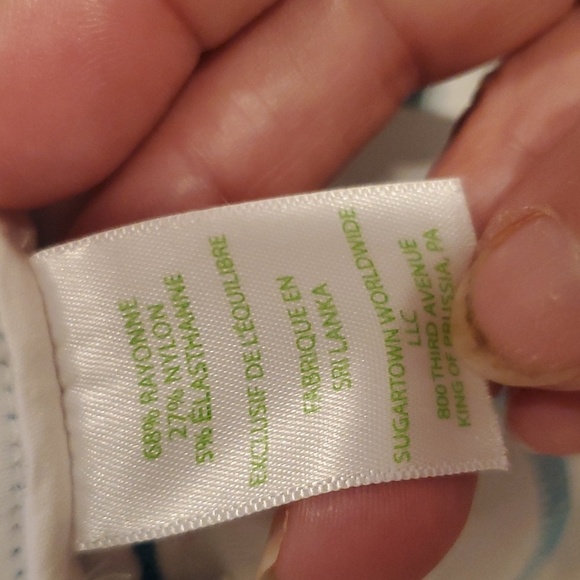 68% RAYONNE
27% NYLON
5% ÉLASTHANNE
EXCLUSIF DE L'ÉQUILIBRE
FABRIQUE EN
SRI LANKA
SUGARTOWN WORLDWIDE
LLC
800 THIRD AVENUE
KING OF PRUSSIA, PA